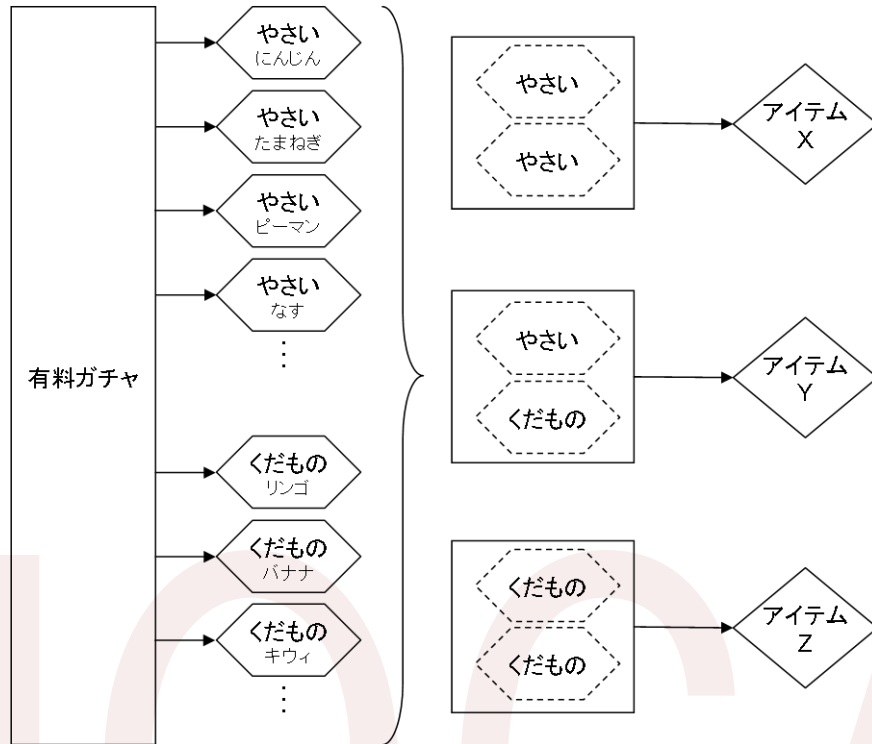 有料ガチャ
やさい
にんじん
やさい
たまねぎ
やさい
ピーマン
やさい
なす
⋮
くだもの
リンゴ
くだもの
バナナ
くだもの
キウィ
⋮
やさい
やさい
アイテム
X
やさい
くだもの
アイテム
Y
くだもの
くだもの
アイテム
Z